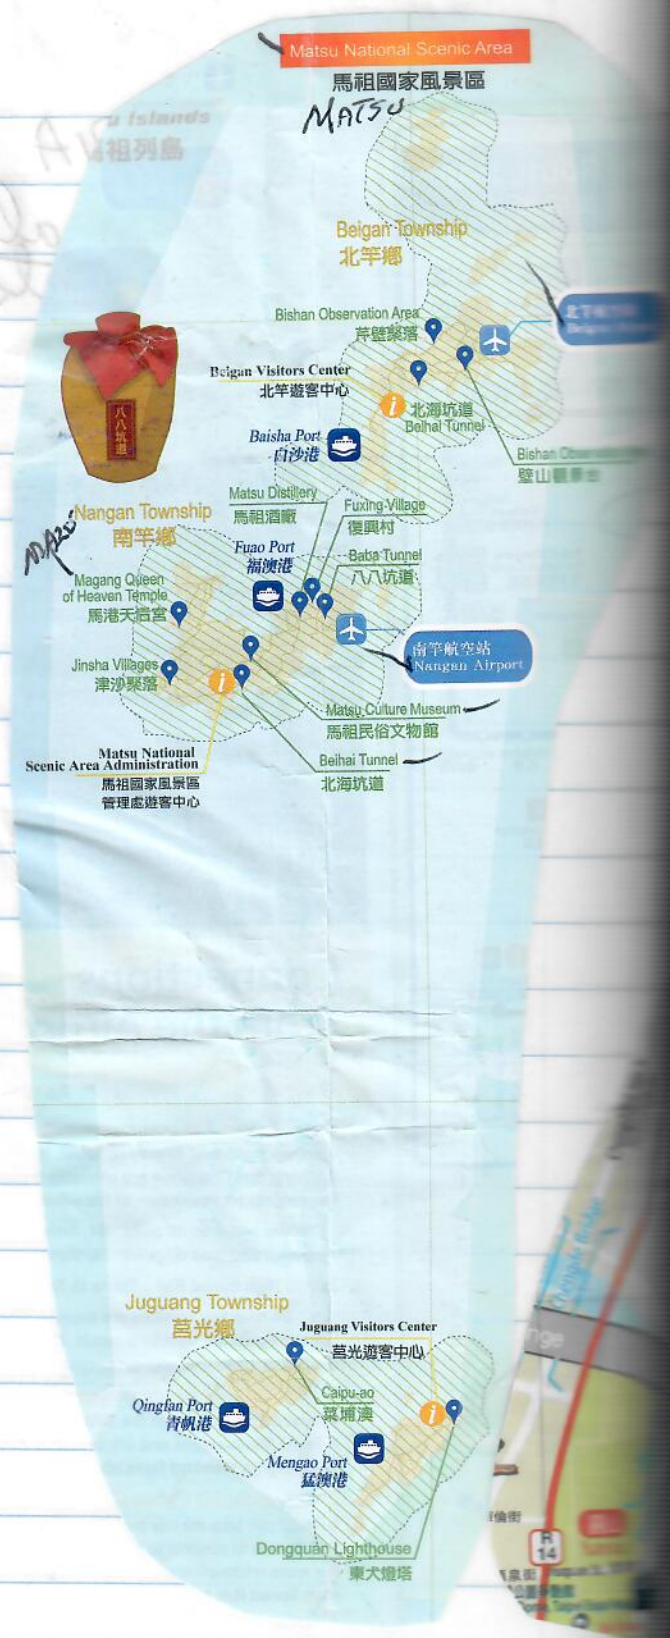 Matsu National Scenic Area
馬祖國家風景區
MATSU
Islands
祖列島
Beigan Township
北竿鄉
Bishan Observation Area
芹壁聚落
Beigan Visitors Center
北竿遊客中心
北海坑道
Beihai Tunnel
Baisha Port
白沙港
Bishan
壁山觀景台
八八坑道
Nangan Township
南竿鄉
Matsu Distillery
馬祖酒廠
Fuxing Village
復興村
Fuao Port
福澳港
Baba Tunnel
八八坑道
Magang Queen
of Heaven Temple
馬港天后宮
南竿航空站
Nangan Airport
Jinsha Villages
津沙聚落
Matsu Culture Museum
馬祖民俗文物館
Matsu National
Scenic Area Administration
馬祖國家風景區
管理處遊客中心
Beihai Tunnel
北海坑道
Juguang Township
莒光鄉
Juguang Visitors Center
莒光遊客中心
Caipu-ao
菜埔澳
Qingfan Port
青帆港
Mengao Port
猛澳港
Dongquan Lighthouse
東犬燈塔
Bridge
R
14